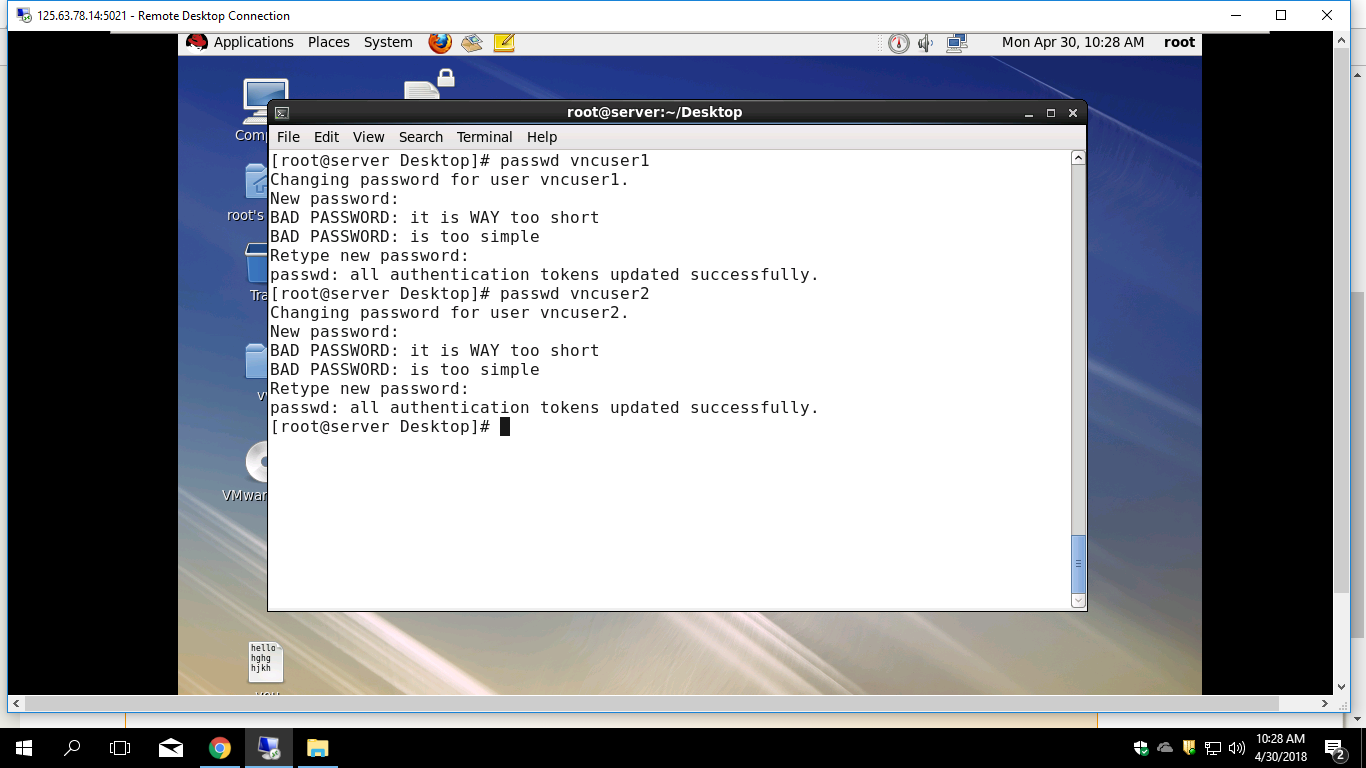 125.63.78.14:5021 - Remote Desktop Connection
Applications Places System Mon Apr 30, 10:28 AM root
root@server:~/Desktop
File Edit View Search Terminal Help
[root@server Desktop]# passwd vncuser1
Changing password for user vncuser1.
New password:
BAD PASSWORD: it is WAY too short
BAD PASSWORD: is too simple
Retype new password:
passwd: all authentication tokens updated successfully.
[root@server Desktop]# passwd vncuser2
Changing password for user vncuser2.
New password:
BAD PASSWORD: it is WAY too short
BAD PASSWORD: is too simple
Retype new password:
passwd: all authentication tokens updated successfully.
[root@server Desktop]#
Comp
root's
Tra
v
VMwar
hello
hghg
hjkh
10:28 AM
4/30/2018
2